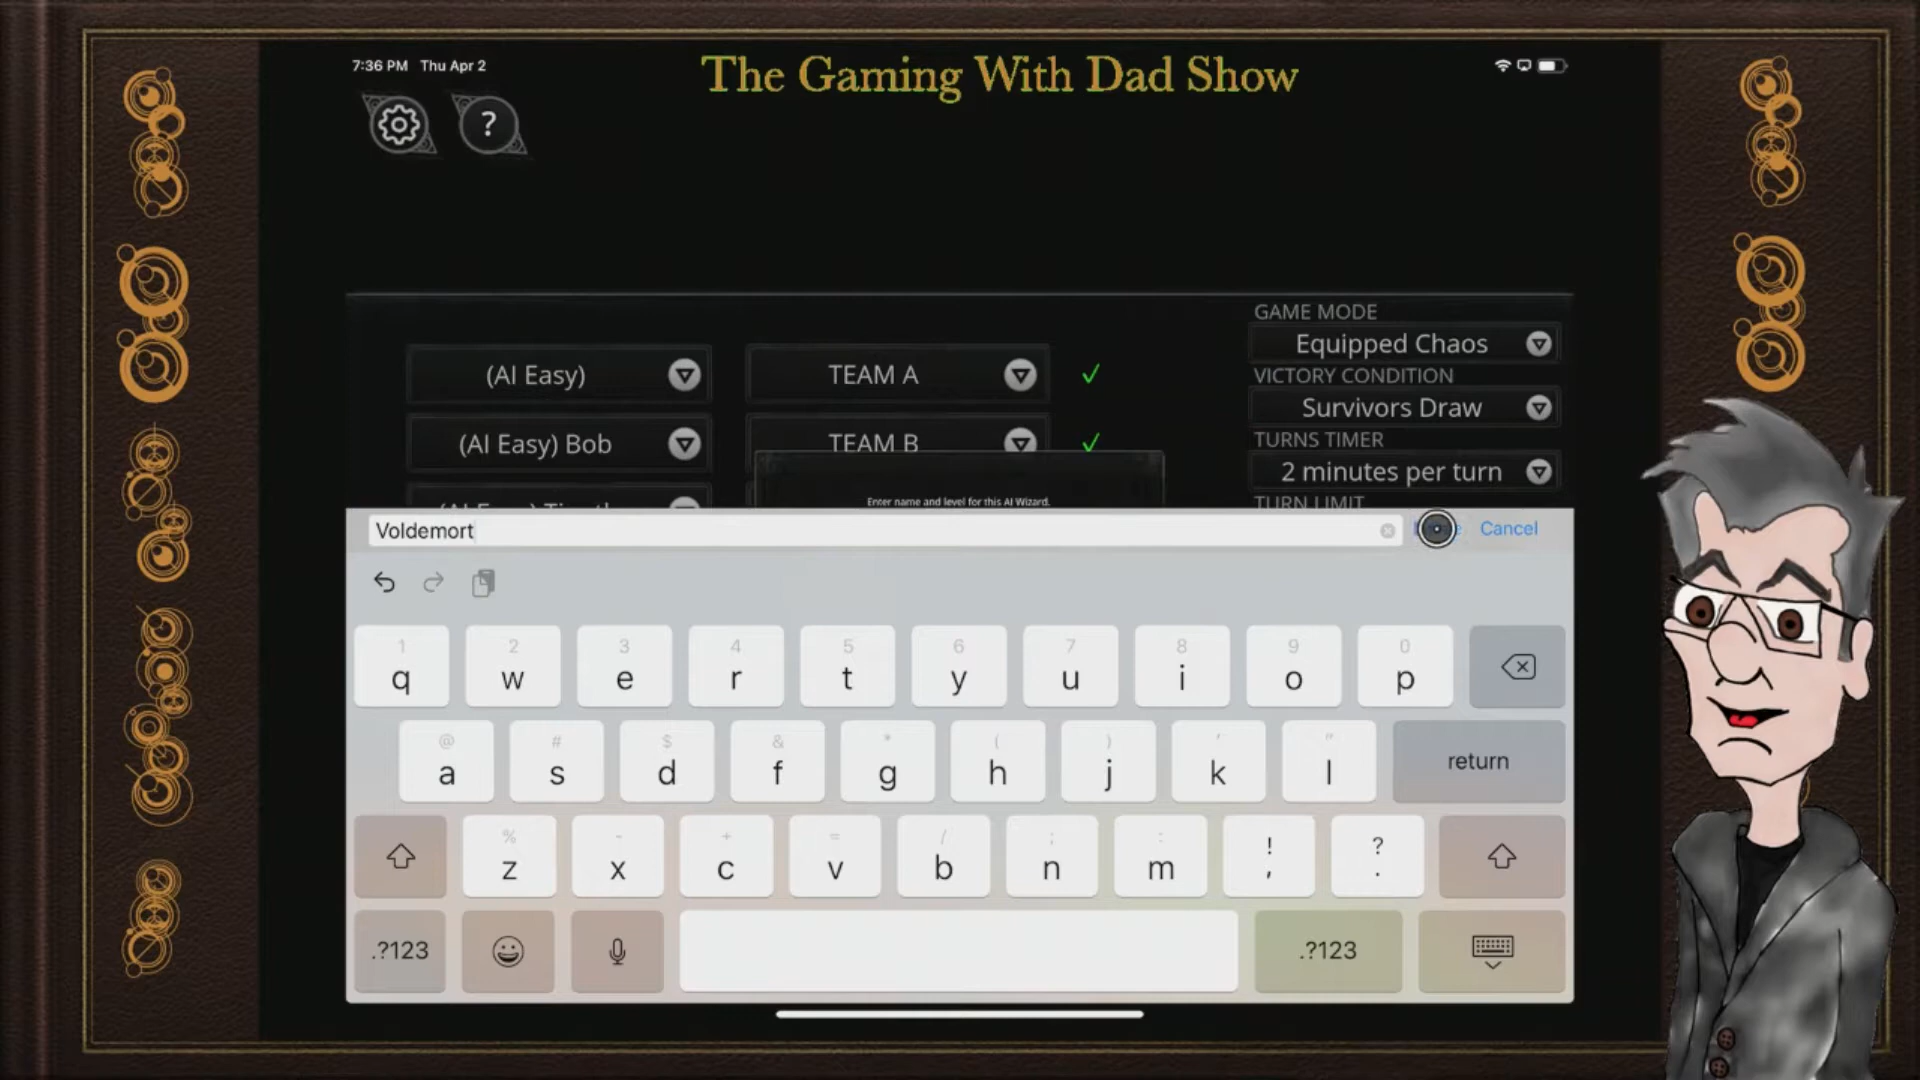 7:36 PM Thu Apr 2
The Gaming With Dad Show
?
GAME MODE
(AI Easy) TEAM A
Equipped Chaos
VICTORY CONDITION
(AI Easy) Bob TEAM B
Survivors Draw
TURNS TIMER
2 minutes per turn
Enter name and level for this AI Wizard.
TURN LIMIT
Voldemort Cancel
1 2 3 4 5 6 7 8 9 0
q w e r t y u i o p
@ # $ & * ( ) ' "
a s d f g h j k l return
% - + = / ; : ! ?
z x c v b n m , .
.?123 .?123